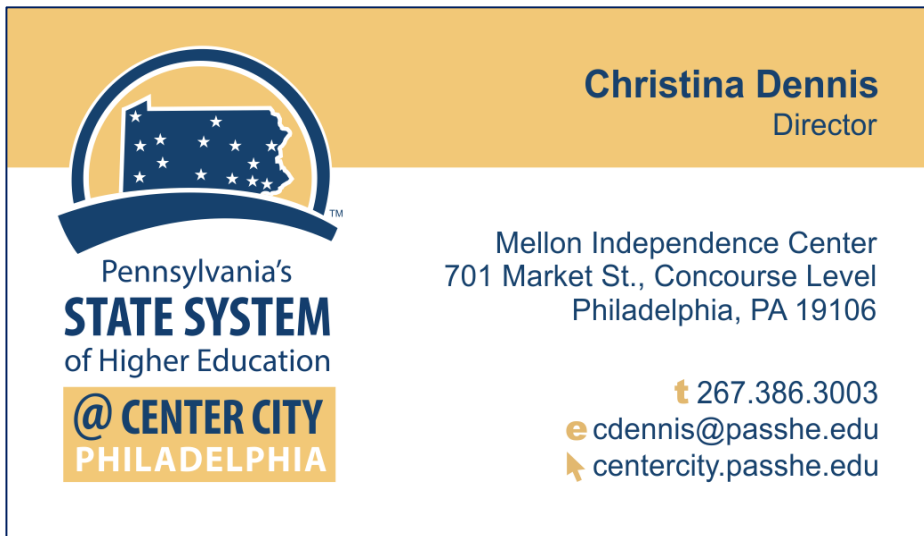 Christina Dennis
Director
TM
Pennsylvania's
STATE SYSTEM
of Higher Education
@ CENTER CITY
PHILADELPHIA
Mellon Independence Center
701 Market St., Concourse Level
Philadelphia, PA 19106
t 267.386.3003
e cdennis@passhe.edu
centercity.passhe.edu